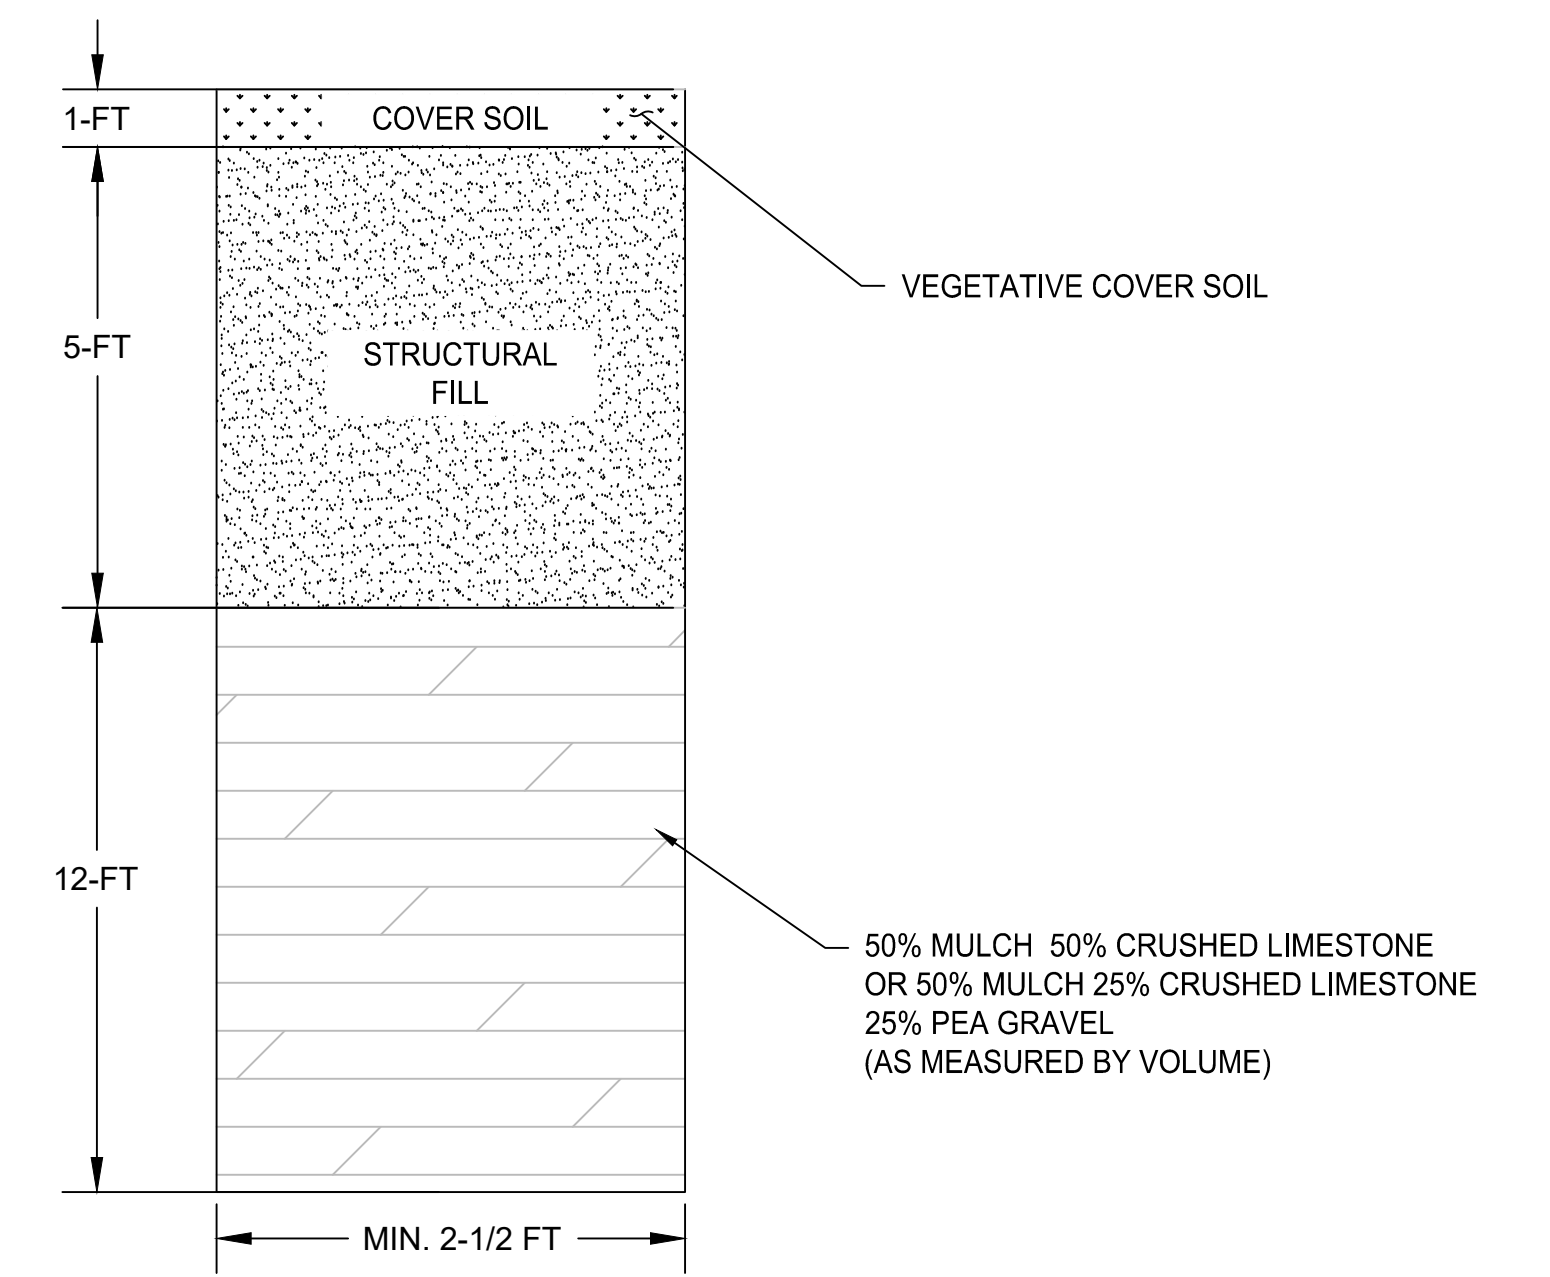 1-FT
COVER SOIL
VEGETATIVE COVER SOIL
5-FT
STRUCTURAL
FILL
12-FT
50% MULCH  50% CRUSHED LIMESTONE
OR 50% MULCH 25% CRUSHED LIMESTONE
25% PEA GRAVEL
(AS MEASURED BY VOLUME)
MIN. 2-1/2 FT